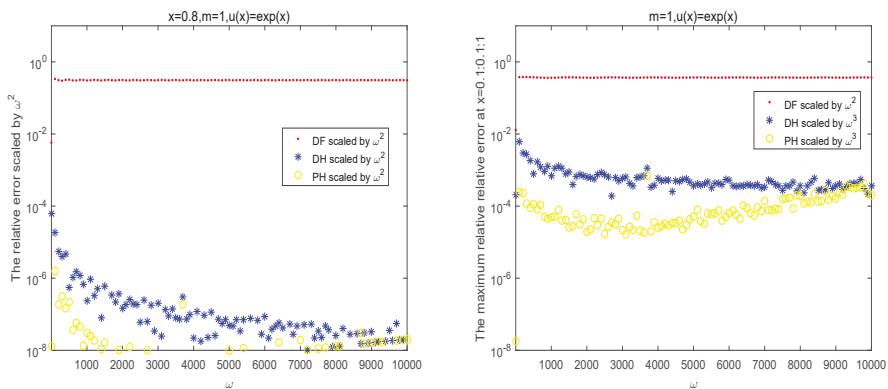 x=0.8,m=1,u(x)=exp(x)
The relative error scaled by ω²
10⁰
10⁻²
10⁻⁴
10⁻⁶
10⁻⁸
DF scaled by ω²
DH scaled by ω²
PH scaled by ω²
1000 2000 3000 4000 5000 6000 7000 8000 9000 10000
ω
m=1,u(x)=exp(x)
The maximum relative relative error at x=0.1:0.1:1
10⁰
10⁻²
10⁻⁴
10⁻⁶
10⁻⁸
DF scaled by ω²
DH scaled by ω³
PH scaled by ω³
1000 2000 3000 4000 5000 6000 7000 8000 9000 10000
ω